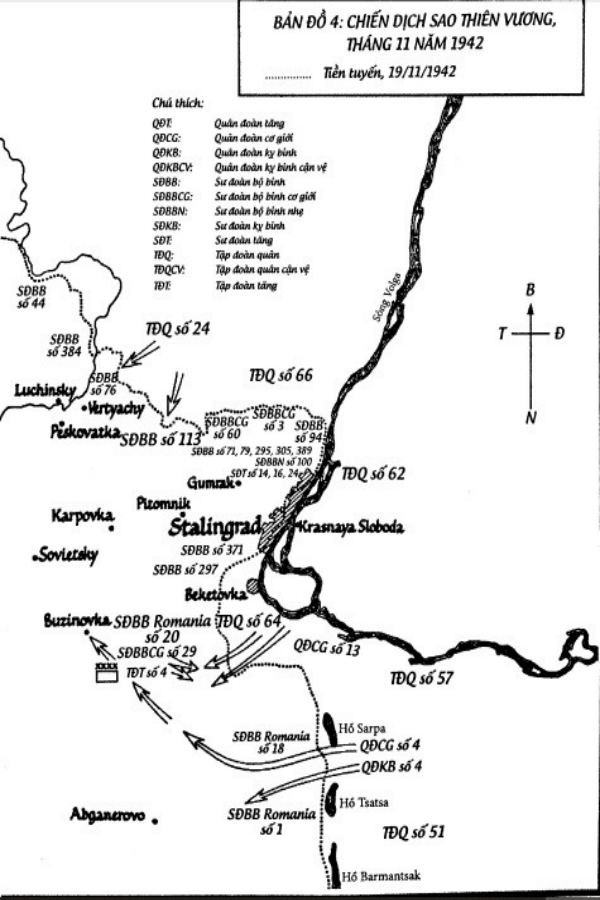 BẢN ĐỒ 4: CHIẾN DỊCH SAO THIÊN VƯƠNG,
THÁNG 11 NĂM 1942
Tiền tuyến, 19/11/1942
Chú thích:
QĐT: Quân đoàn tăng
QĐCG: Quân đoàn cơ giới
QĐKB: Quân đoàn kỵ binh
QĐKBCV: Quân đoàn kỵ binh cận vệ
SĐBB: Sư đoàn bộ binh
SĐBBCG: Sư đoàn bộ binh cơ giới
SĐBBN: Sư đoàn bộ binh nhẹ
SĐKB: Sư đoàn kỵ binh
SĐT: Sư đoàn tăng
TĐQ: Tập đoàn quân
TĐQCV: Tập đoàn quân cận vệ
TĐT: Tập đoàn tăng
Sông Volga
B
T Đ
N
SĐBB
số 44
TĐQ số 24
SĐBB
số 384
TĐQ số 66
SĐBB
số 76
Luchinsky
Vertyachy
Peskovatka
SĐBB số 113
SĐBBCG
số 60
SĐBBCG
số 3
SĐBB
số 94
SĐBB số 71, 79, 295, 305, 389
SĐBBN số 100
SĐT số 14, 16, 24
TĐQ số 62
Gumrak
Pitomnik
Karpovka
Stalingrad
Krasnaya Sloboda
SĐBB số 371
Sovietsky
SĐBB số 297
Beketovka
Buzinovka
SĐBB Romania
số 20
TĐQ số 64
SĐBBCG số 29
QĐCG số 13
XXXX
TĐT số 4
TĐQ số 57
Hồ Sarpa
SĐBB Romania
số 18
QĐCG số 4
QĐKB số 4
Hồ Tsatsa
Abganerovo
SĐBB Romania
số 1
TĐQ số 51
Hồ Barmantsak